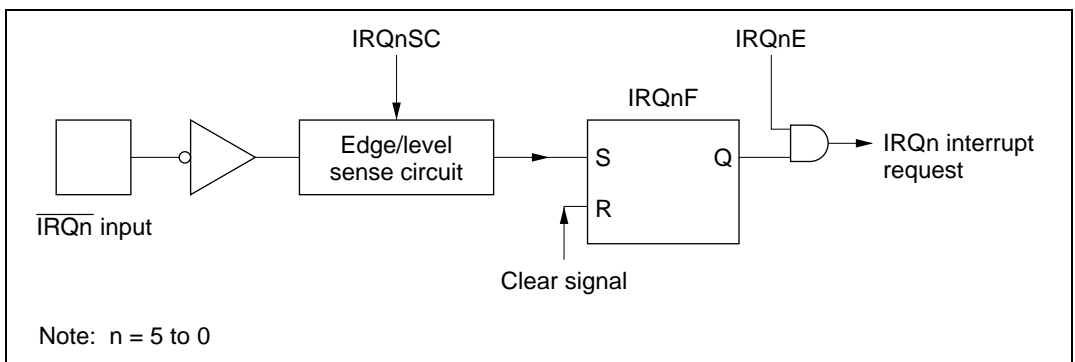 IRQnSC
IRQnE
IRQnF
Edge/level
sense circuit
S
Q
R
IRQn interrupt
request
IRQn input
Clear signal
Note: n = 5 to 0